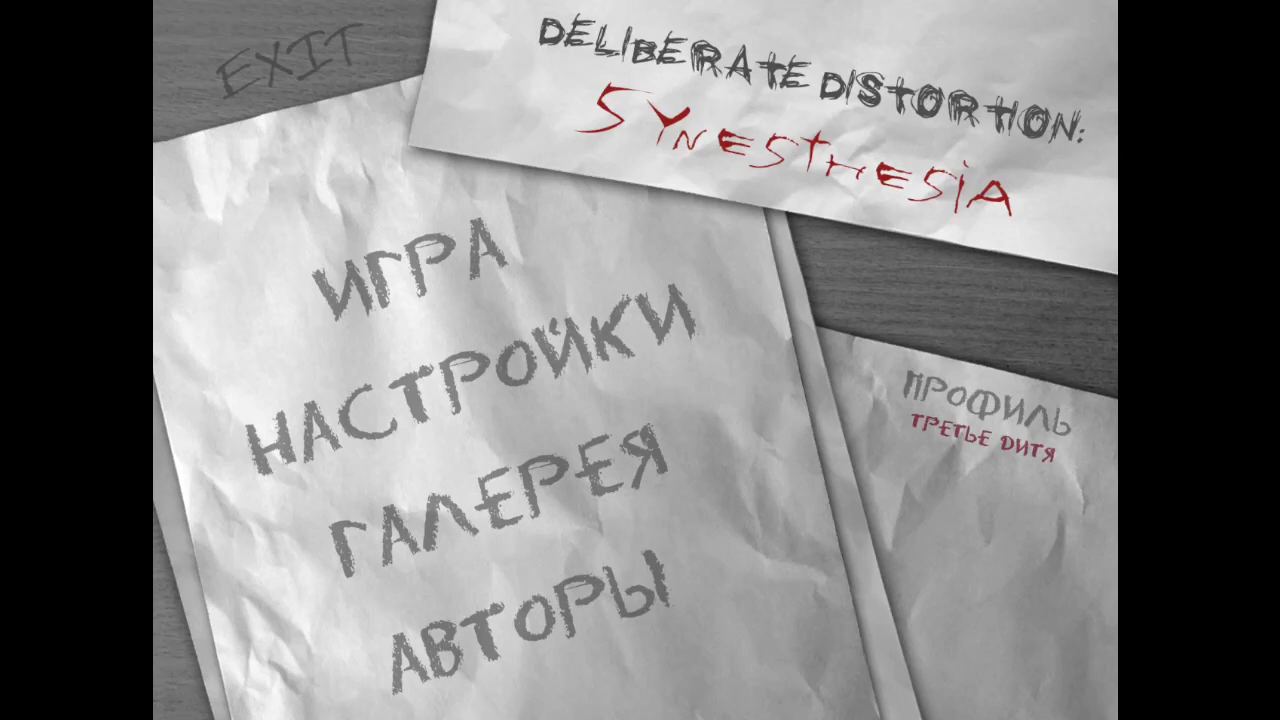 EXIT
DELIBERATE DISTORTION:
SYNESTHESIA
ИГРА
НАСТРОЙКИ
ГАЛЕРЕЯ
АВТОРЫ
ПРОФИЛЬ
ТРЕТЬЕ ДИТЯ